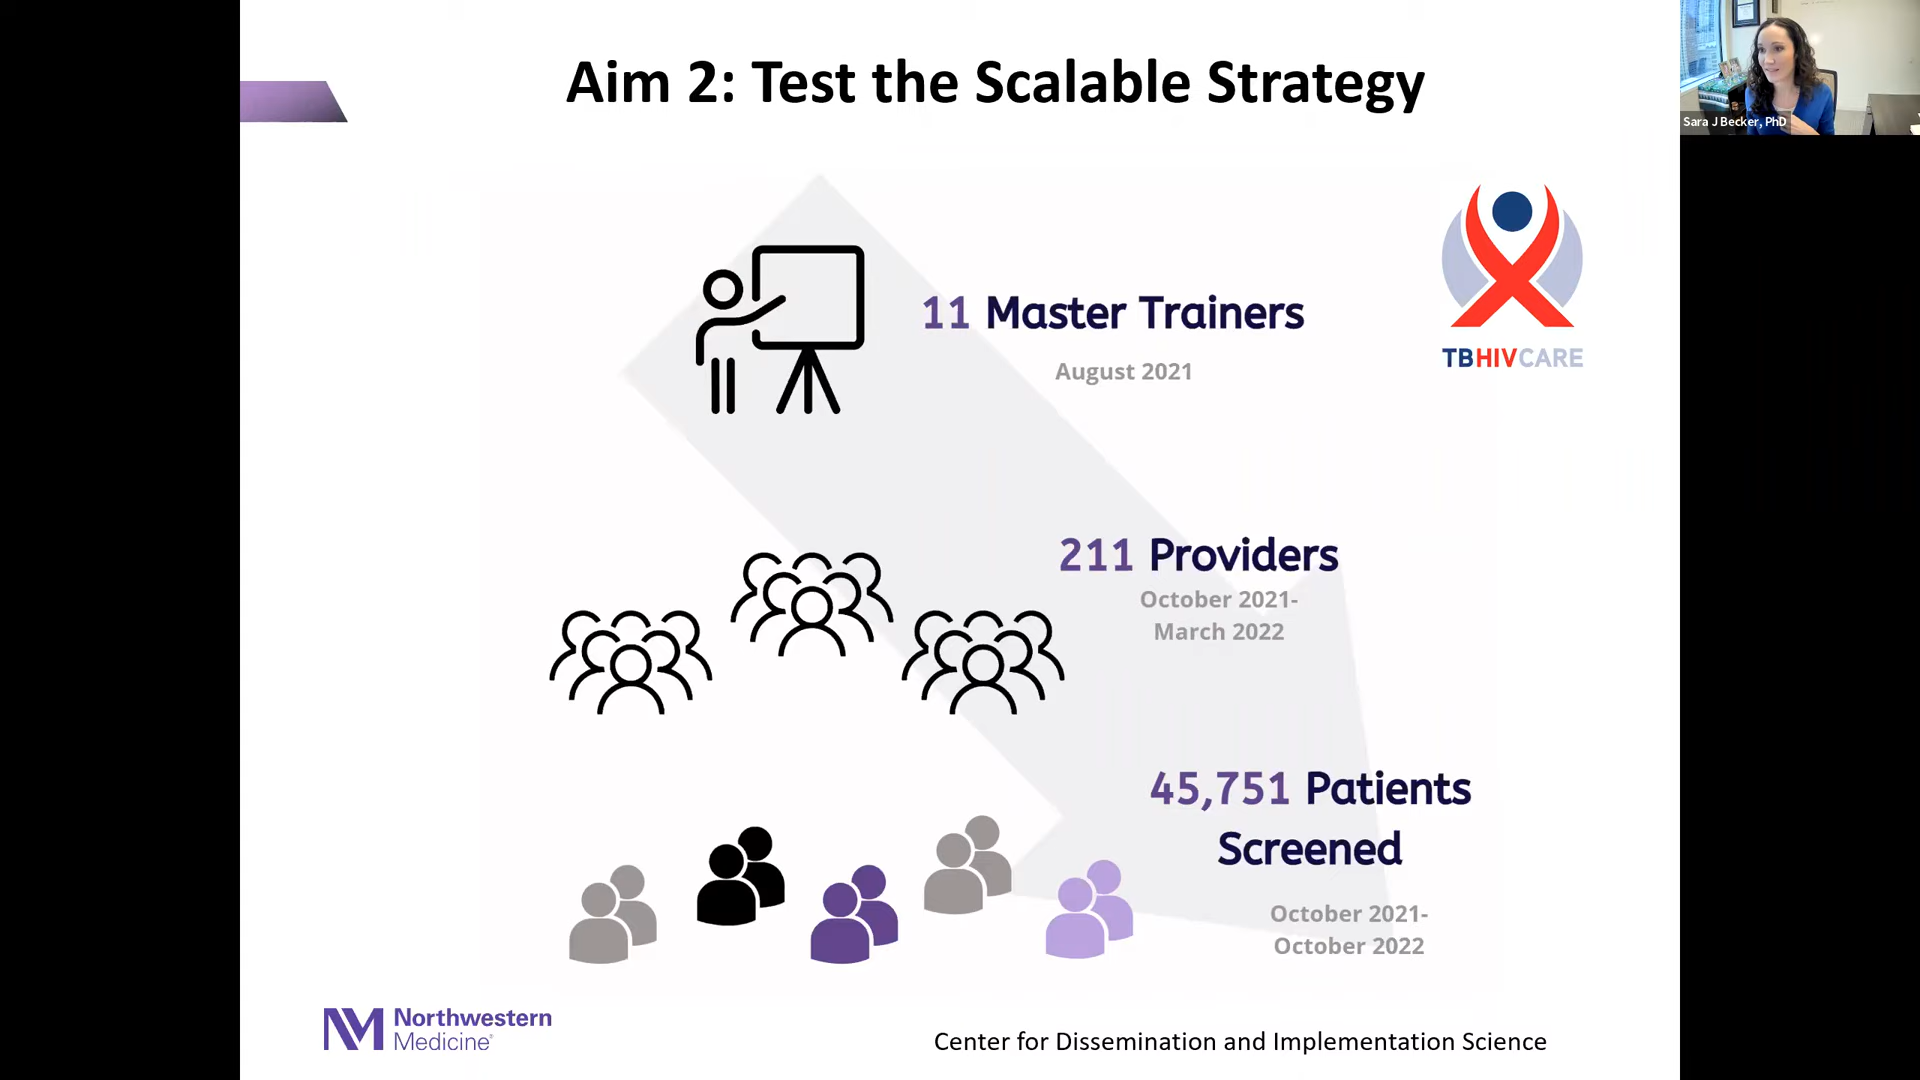 Aim 2: Test the Scalable Strategy
Sara J Becker, PhD
11 Master Trainers
August 2021
TBHIVCARE
211 Providers
October 2021-
March 2022
45,751 Patients
Screened
October 2021-
October 2022
Northwestern
Medicine®
Center for Dissemination and Implementation Science